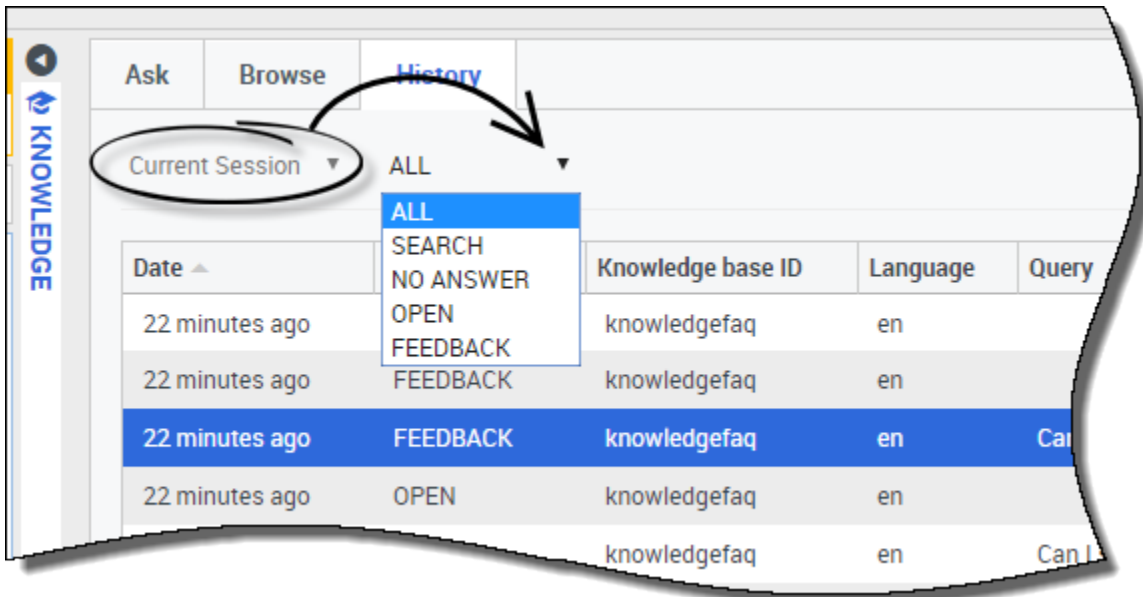 Ask Browse History
KNOWLEDGE
Current Session ALL
ALL
SEARCH
NO ANSWER
OPEN
FEEDBACK
Date Knowledge base ID Language Query
22 minutes ago knowledgefaq en
22 minutes ago FEEDBACK knowledgefaq en
22 minutes ago FEEDBACK knowledgefaq en
22 minutes ago OPEN knowledgefaq en
knowledgefaq en Can